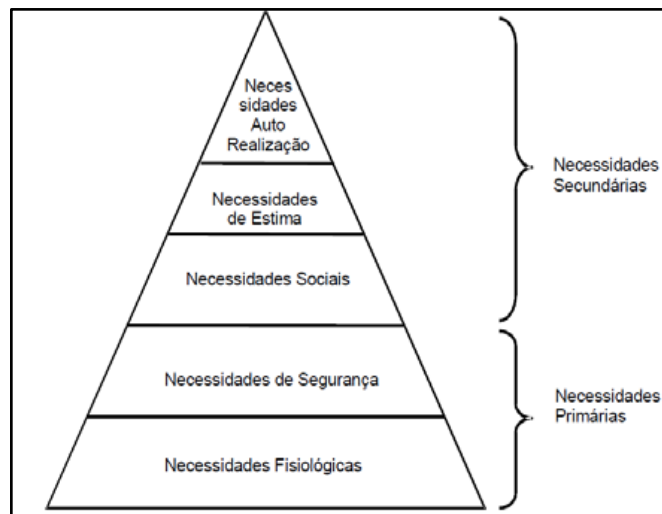 Neces
sidades
Auto
Realização
Necessidades
de Estima
Necessidades Sociais
Necessidades de Segurança
Necessidades Fisiológicas
Necessidades
Secundárias
Necessidades
Primárias